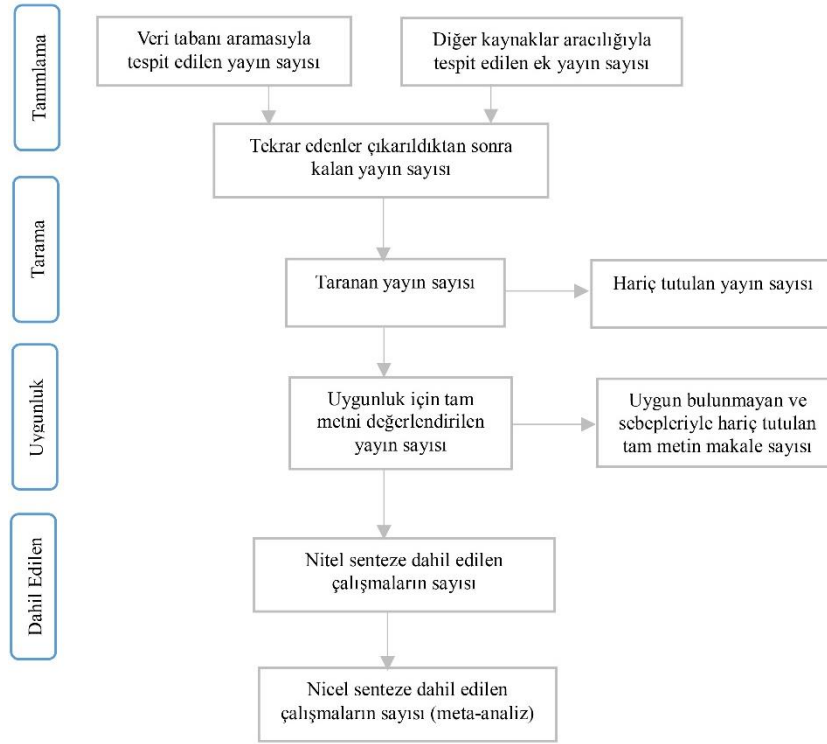 Tanımlama
Veri tabanı aramasıyla
tespit edilen yayın sayısı
Diğer kaynaklar aracılığıyla
tespit edilen ek yayın sayısı
Tekrar edenler çıkarıldıktan sonra
kalan yayın sayısı
Tarama
Taranan yayın sayısı
Hariç tutulan yayın sayısı
Uygunluk
Uygunluk için tam
metni değerlendirilen
yayın sayısı
Uygun bulunmayan ve
sebepleriyle hariç tutulan
tam metin makale sayısı
Dahil Edilen
Nitel senteze dahil edilen
çalışmaların sayısı
Nicel senteze dahil edilen
çalışmaların sayısı (meta-analiz)